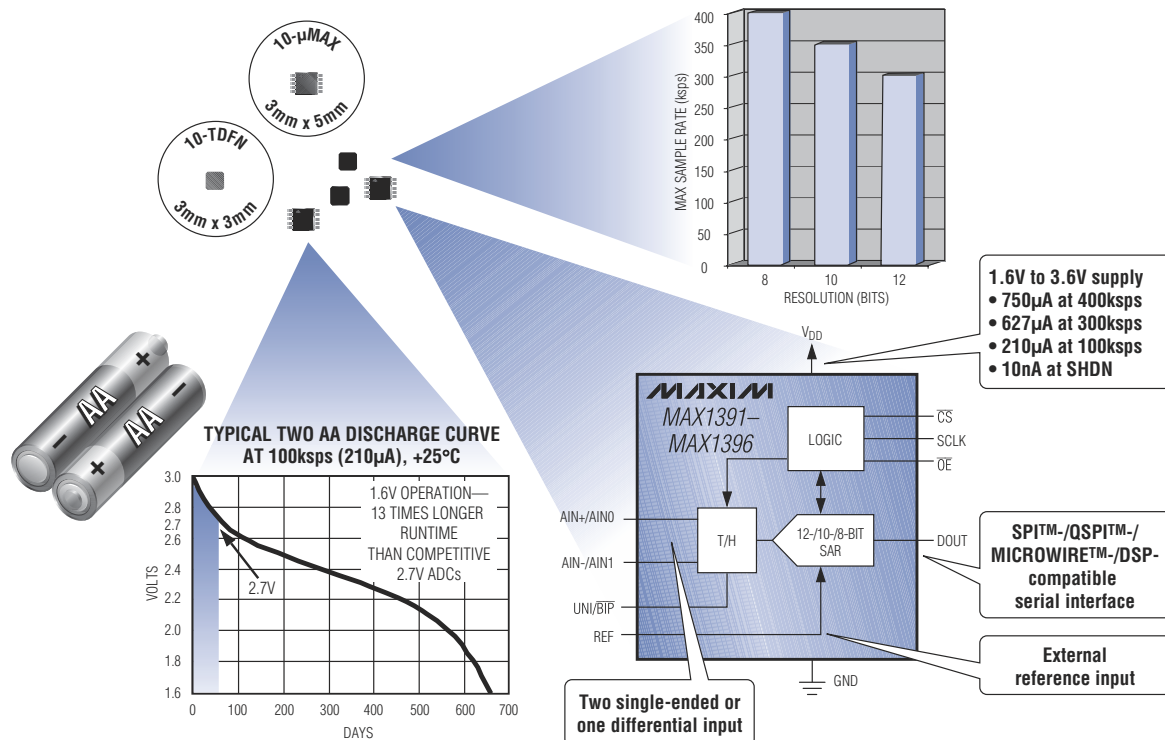 10-µMAX
3mm x 5mm
10-TDFN
3mm x 3mm
400
350
300
250
200
150
100
50
0
MAX SAMPLE RATE (ksps)
8
10
12
RESOLUTION (BITS)
1.6V to 3.6V supply
• 750µA at 400ksps
• 627µA at 300ksps
• 210µA at 100ksps
• 10nA at SHDN
AA
+
−
AA
−
+
TYPICAL TWO AA DISCHARGE CURVE
AT 100ksps (210µA), +25°C
3.0
2.8
2.7
2.6
2.4
2.2
2.0
1.8
1.6
VOLTS
1.6V OPERATION—
13 TIMES LONGER
RUNTIME
THAN COMPETITIVE
2.7V ADCs
2.7V
0
100
200
300
400
500
600
700
DAYS
VDD
MAXIM
MAX1391–
MAX1396
LOGIC
CS
SCLK
OE
AIN+/AIN0
AIN-/AIN1
UNI/BIP
REF
T/H
12-/10-/8-BIT
SAR
DOUT
GND
SPI™-/QSPI™-/
MICROWIRE™-/DSP-
compatible
serial interface
External
reference input
Two single-ended or
one differential input